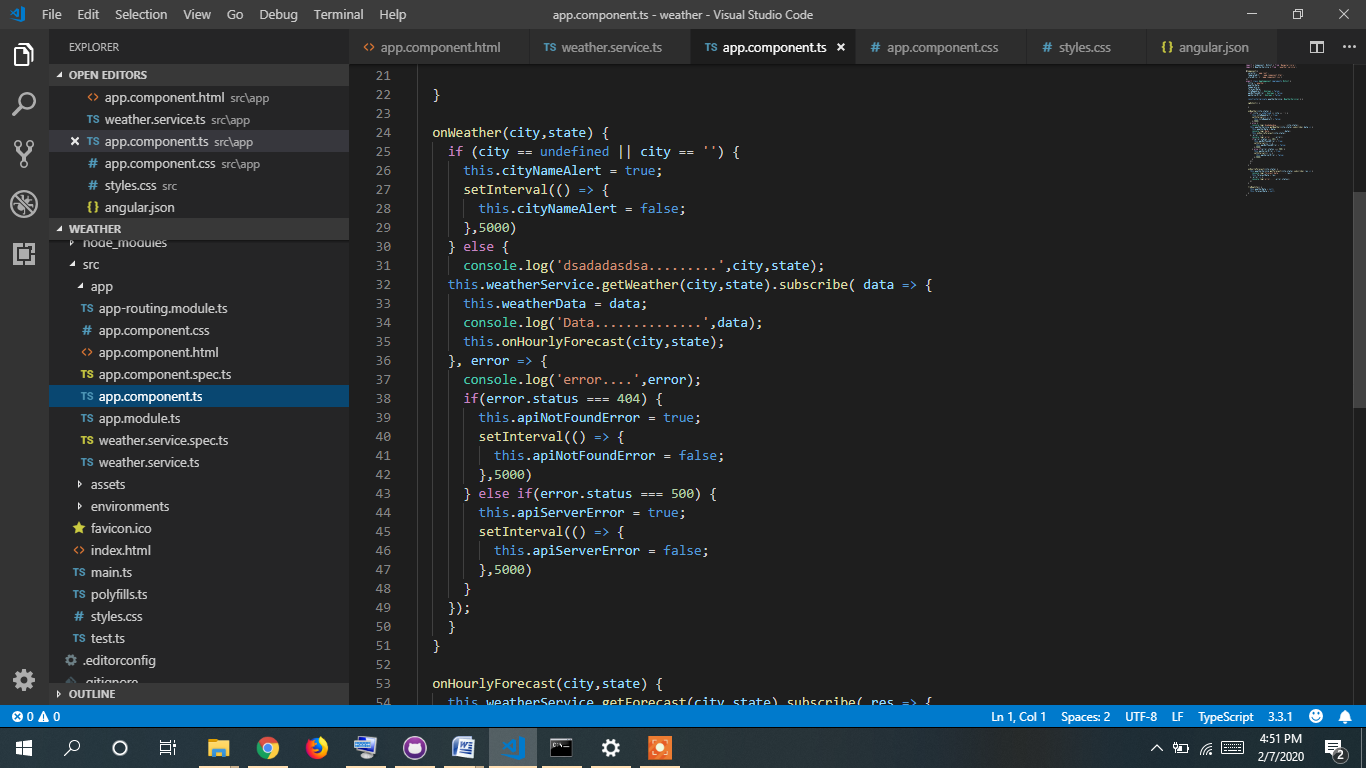 File Edit Selection View Go Debug Terminal Help
app.component.ts - weather - Visual Studio Code
EXPLORER
OPEN EDITORS
<> app.component.html src\app
TS weather.service.ts src\app
TS app.component.ts src\app
# app.component.css src\app
# styles.css src
{} angular.json
WEATHER
node_modules
src
app
TS app-routing.module.ts
# app.component.css
<> app.component.html
TS app.component.spec.ts
TS app.component.ts
TS app.module.ts
TS weather.service.spec.ts
TS weather.service.ts
assets
environments
favicon.ico
<> index.html
TS main.ts
TS polyfills.ts
# styles.css
TS test.ts
.editorconfig
.gitignore
OUTLINE
<> app.component.html TS weather.service.ts TS app.component.ts # app.component.css # styles.css {} angular.json
21
22 }
23
24 onWeather(city,state) {
25 if (city == undefined || city == '') {
26 this.cityNameAlert = true;
27 setInterval(() => {
28 this.cityNameAlert = false;
29 },5000)
30 } else {
31 console.log('dsadadasdsa.........',city,state);
32 this.weatherService.getWeather(city,state).subscribe( data => {
33 this.weatherData = data;
34 console.log('Data..............',data);
35 this.onHourlyForecast(city,state);
36 }, error => {
37 console.log('error....',error);
38 if(error.status === 404) {
39 this.apiNotFoundError = true;
40 setInterval(() => {
41 this.apiNotFoundError = false;
42 },5000)
43 } else if(error.status === 500) {
44 this.apiServerError = true;
45 setInterval(() => {
46 this.apiServerError = false;
47 },5000)
48 }
49 });
50 }
51 }
52
53 onHourlyForecast(city,state) {
54 this.weatherService.getForecast(city,state).subscribe( res => {
0 0
Ln 1, Col 1 Spaces: 2 UTF-8 LF TypeScript 3.3.1
4:51 PM
2/7/2020
2